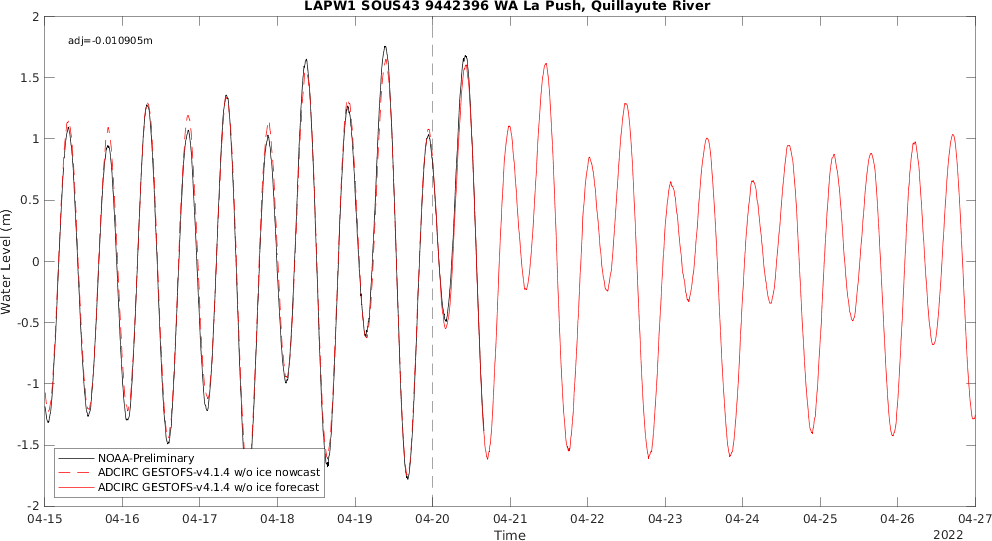 LAPW1 SOUS43 9442396 WA La Push, Quillayute River
adj=-0.010905m
Water Level (m)
2
1.5
1
0.5
0
-0.5
-1
-1.5
-2
NOAA-Preliminary
ADCIRC GESTOFS-v4.1.4 w/o ice nowcast
ADCIRC GESTOFS-v4.1.4 w/o ice forecast
04-15 04-16 04-17 04-18 04-19 04-20 04-21 04-22 04-23 04-24 04-25 04-26 04-27
Time
2022